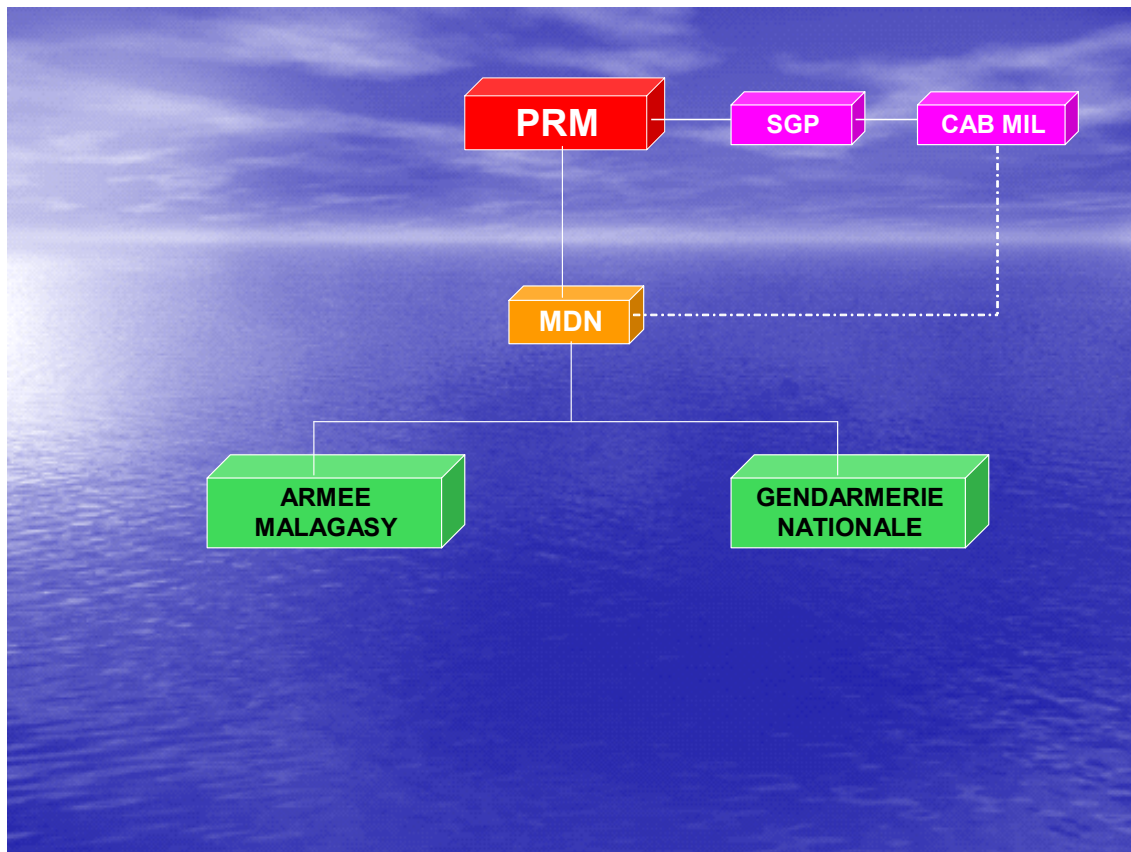 PRM
SGP
CAB MIL
MDN
ARMEE
MALAGASY
GENDARMERIE
NATIONALE